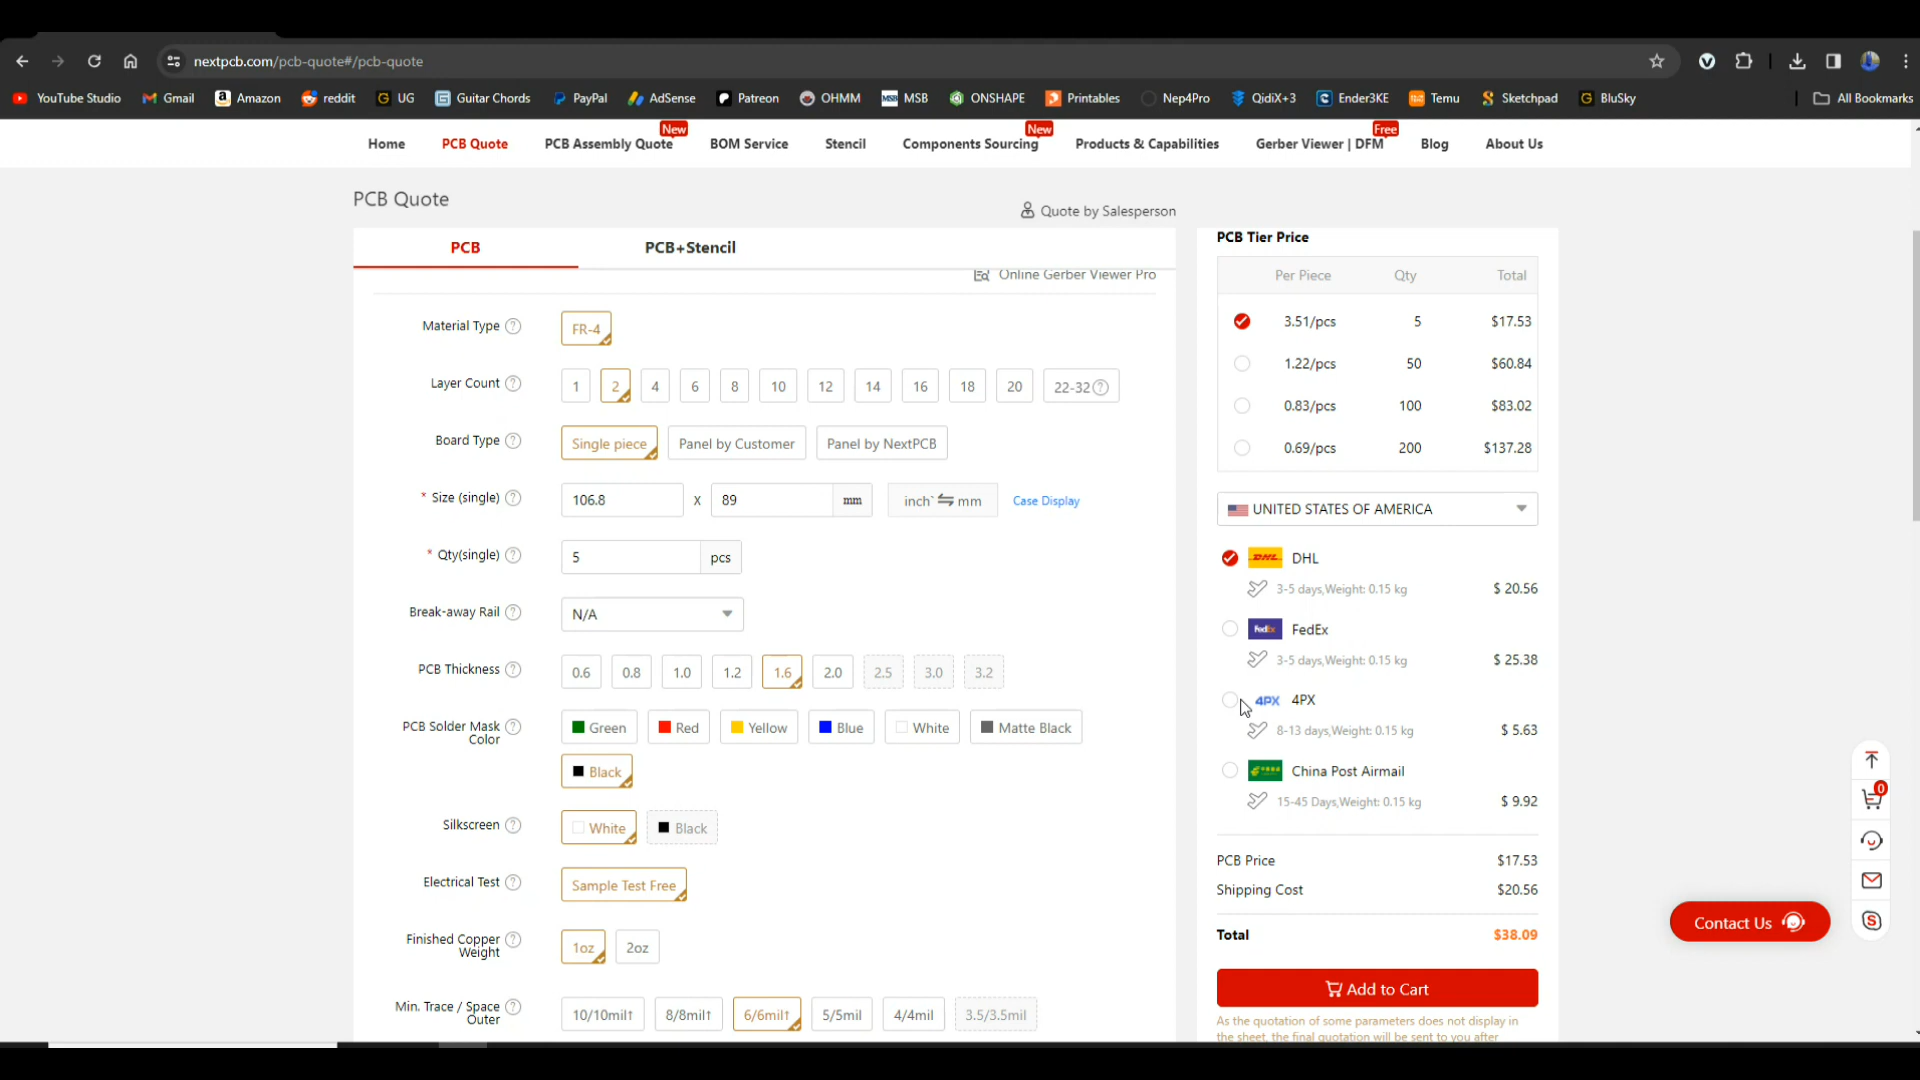 nextpcb.com/pcb-quote#/pcb-quote
YouTube Studio Gmail Amazon reddit UG Guitar Chords PayPal AdSense Patreon OHMM MSB ONSHAPE Printables Nep4Pro QidiX+3 Ender3KE Temu Sketchpad BluSky All Bookmarks
Home PCB Quote PCB Assembly Quote New BOM Service Stencil Components Sourcing New Products & Capabilities Gerber Viewer | DFM Free Blog About Us
PCB Quote
Quote by Salesperson
PCB PCB+Stencil
Online Gerber Viewer Pro
Material Type ? FR-4
Layer Count ? 1 2 4 6 8 10 12 14 16 18 20 22-32 ?
Board Type ? Single piece Panel by Customer Panel by NextPCB
* Size (single) ? 106.8 X 89 mm inch mm Case Display
* Qty(single) ? 5 pcs
Break-away Rail ? N/A
PCB Thickness ? 0.6 0.8 1.0 1.2 1.6 2.0 2.5 3.0 3.2
PCB Solder Mask Color ? Green Red Yellow Blue White Matte Black
Black
Silkscreen ? White Black
Electrical Test ? Sample Test Free
Finished Copper Weight ? 1oz 2oz
Min. Trace / Space Outer ? 10/10mil↑ 8/8mil↑ 6/6mil↑ 5/5mil 4/4mil 3.5/3.5mil
PCB Tier Price
Per Piece Qty Total
3.51/pcs 5 $17.53
1.22/pcs 50 $60.84
0.83/pcs 100 $83.02
0.69/pcs 200 $137.28
UNITED STATES OF AMERICA
DHL DHL
3-5 days,Weight: 0.15 kg $ 20.56
FedEx FedEx
3-5 days,Weight: 0.15 kg $ 25.38
4PX 4PX
8-13 days,Weight: 0.15 kg $ 5.63
China Post Airmail
15-45 Days,Weight: 0.15 kg $ 9.92
PCB Price $17.53
Shipping Cost $20.56
Total $38.09
Add to Cart
As the quotation of some parameters does not display in
the sheet, the final quotation will be sent to you after
0
Contact Us